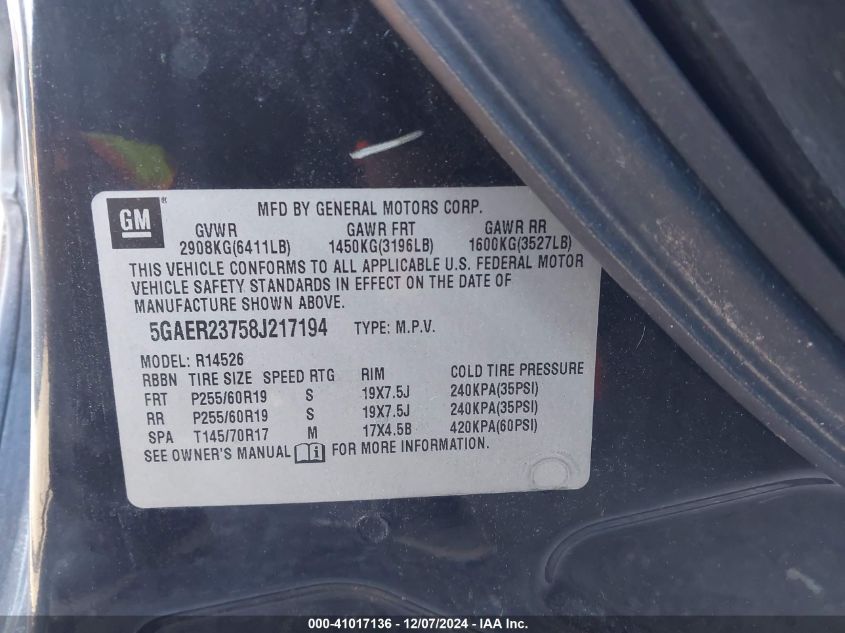 GM ®
MFD BY GENERAL MOTORS CORP.
GVWR GAWR FRT GAWR RR
2908KG(6411LB) 1450KG(3196LB) 1600KG(3527LB)
THIS VEHICLE CONFORMS TO ALL APPLICABLE U.S. FEDERAL MOTOR
VEHICLE SAFETY STANDARDS IN EFFECT ON THE DATE OF
MANUFACTURE SHOWN ABOVE.
5GAER23758J217194 TYPE: M.P.V.
MODEL: R14526
RBBN TIRE SIZE SPEED RTG RIM COLD TIRE PRESSURE
FRT P255/60R19 S 19X7.5J 240KPA(35PSI)
RR P255/60R19 S 19X7.5J 240KPA(35PSI)
SPA T145/70R17 M 17X4.5B 420KPA(60PSI)
SEE OWNER'S MANUAL i FOR MORE INFORMATION.
000-41017136 - 12/07/2024 - IAA Inc.